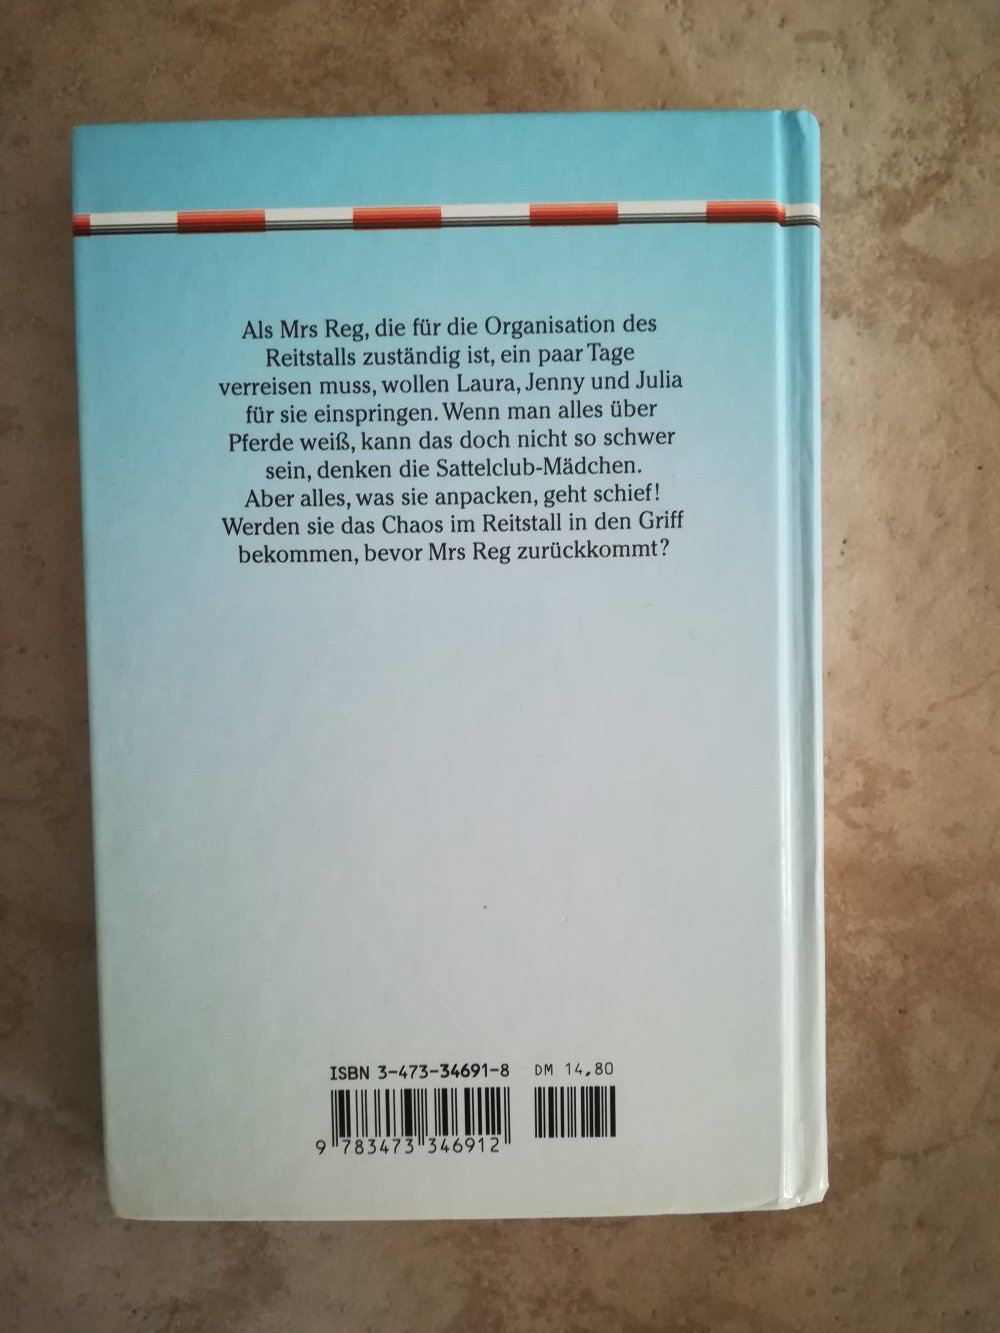 Als Mrs Reg, die für die Organisation des
Reitstalls zuständig ist, ein paar Tage
verreisen muss, wollen Laura, Jenny und Julia
für sie einspringen. Wenn man alles über
Pferde weiß, kann das doch nicht so schwer
sein, denken die Sattelclub-Mädchen.
Aber alles, was sie anpacken, geht schief!
Werden sie das Chaos im Reitstall in den Griff
bekommen, bevor Mrs Reg zurückkommt?
ISBN 3-473-34691-8 DM 14,80
9 783473 346912